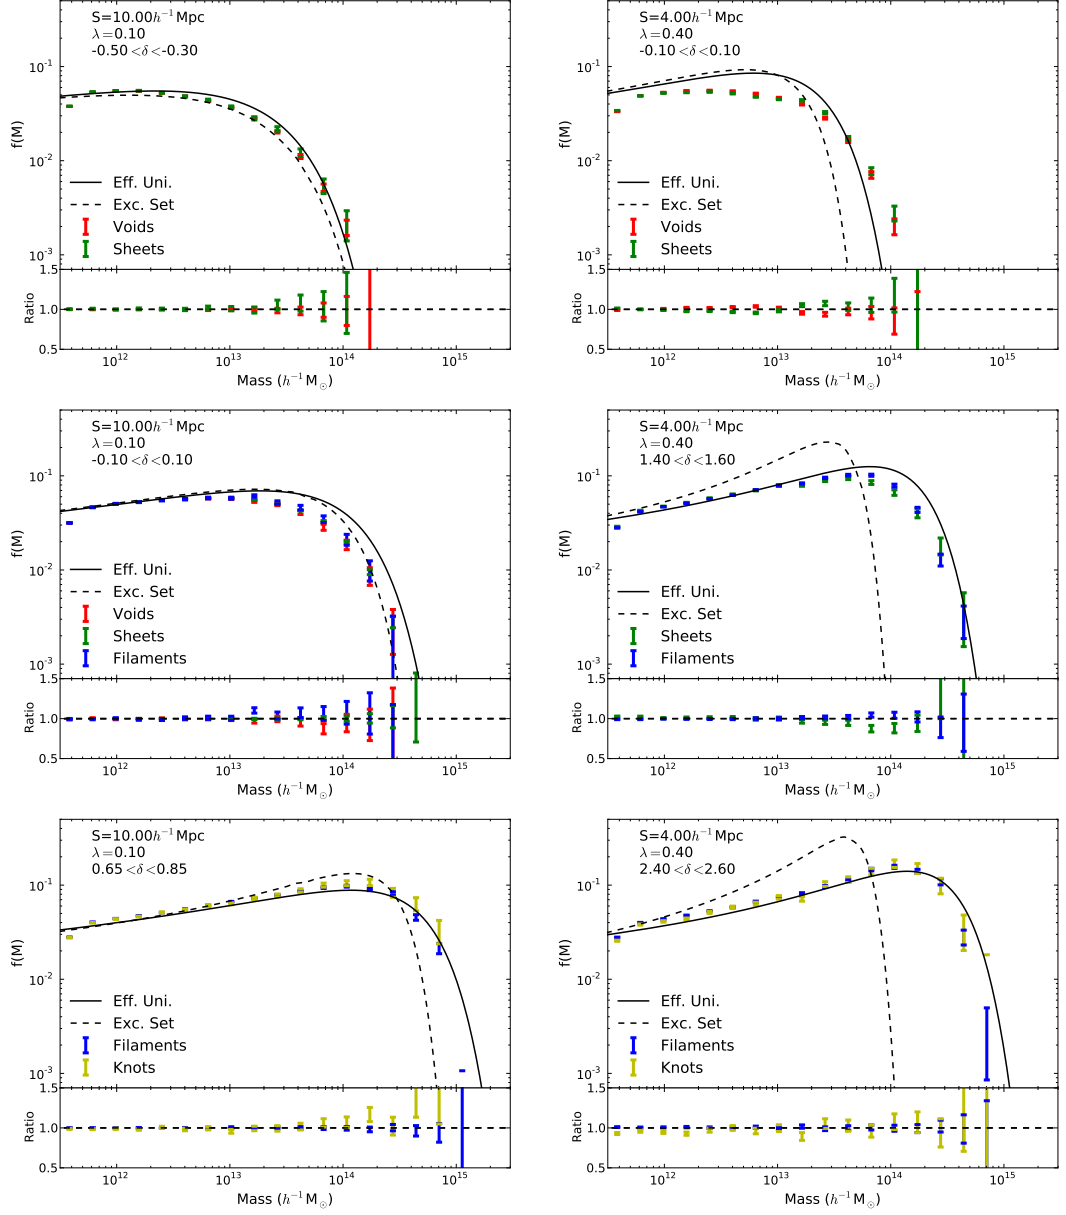 S=10.00h⁻¹Mpc
λ=0.10
-0.50<δ<-0.30
10⁻¹
10⁻²
10⁻³
f(M)
Eff. Uni.
Exc. Set
Voids
Sheets
1.5
1.0
0.5
Ratio
10¹² 10¹³ 10¹⁴ 10¹⁵
Mass (h⁻¹M☉)
S=4.00h⁻¹Mpc
λ=0.40
-0.10<δ<0.10
10⁻¹
10⁻²
10⁻³
f(M)
Eff. Uni.
Exc. Set
Voids
Sheets
1.5
1.0
0.5
Ratio
10¹² 10¹³ 10¹⁴ 10¹⁵
Mass (h⁻¹M☉)
S=10.00h⁻¹Mpc
λ=0.10
-0.10<δ<0.10
10⁻¹
10⁻²
10⁻³
f(M)
Eff. Uni.
Exc. Set
Voids
Sheets
Filaments
1.5
1.0
0.5
Ratio
10¹² 10¹³ 10¹⁴ 10¹⁵
Mass (h⁻¹M☉)
S=4.00h⁻¹Mpc
λ=0.40
1.40<δ<1.60
10⁻¹
10⁻²
10⁻³
f(M)
Eff. Uni.
Exc. Set
Sheets
Filaments
1.5
1.0
0.5
Ratio
10¹² 10¹³ 10¹⁴ 10¹⁵
Mass (h⁻¹M☉)
S=10.00h⁻¹Mpc
λ=0.10
0.65<δ<0.85
10⁻¹
10⁻²
10⁻³
f(M)
Eff. Uni.
Exc. Set
Filaments
Knots
1.5
1.0
0.5
Ratio
10¹² 10¹³ 10¹⁴ 10¹⁵
Mass (h⁻¹M☉)
S=4.00h⁻¹Mpc
λ=0.40
2.40<δ<2.60
10⁻¹
10⁻²
10⁻³
f(M)
Eff. Uni.
Exc. Set
Filaments
Knots
1.5
1.0
0.5
Ratio
10¹² 10¹³ 10¹⁴ 10¹⁵
Mass (h⁻¹M☉)